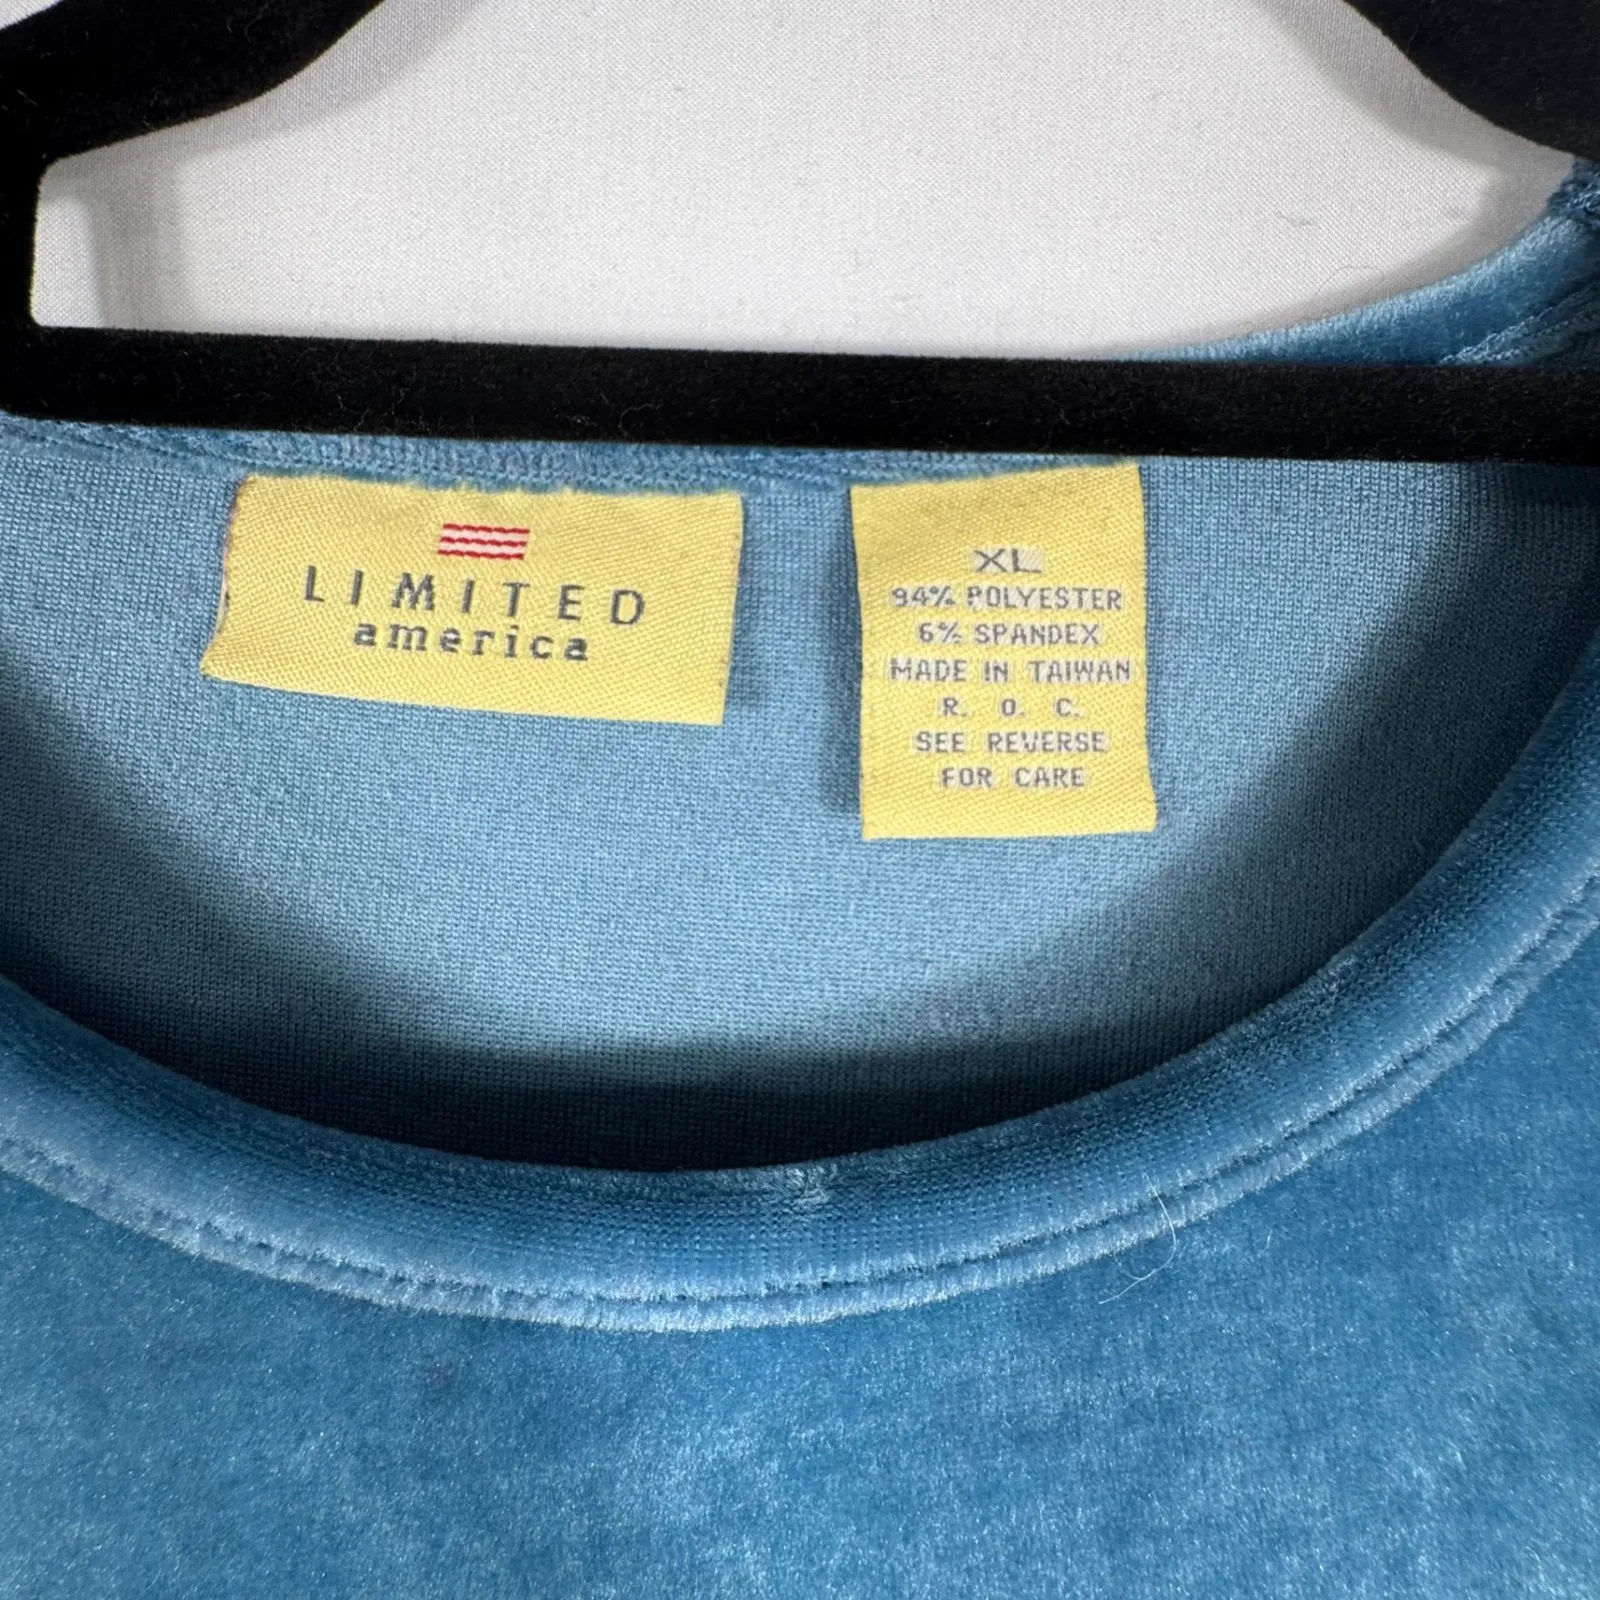 LIMITED
america
XL
94% POLYESTER
6% SPANDEX
MADE IN TAIWAN
R. O. C.
SEE REVERSE
FOR CARE